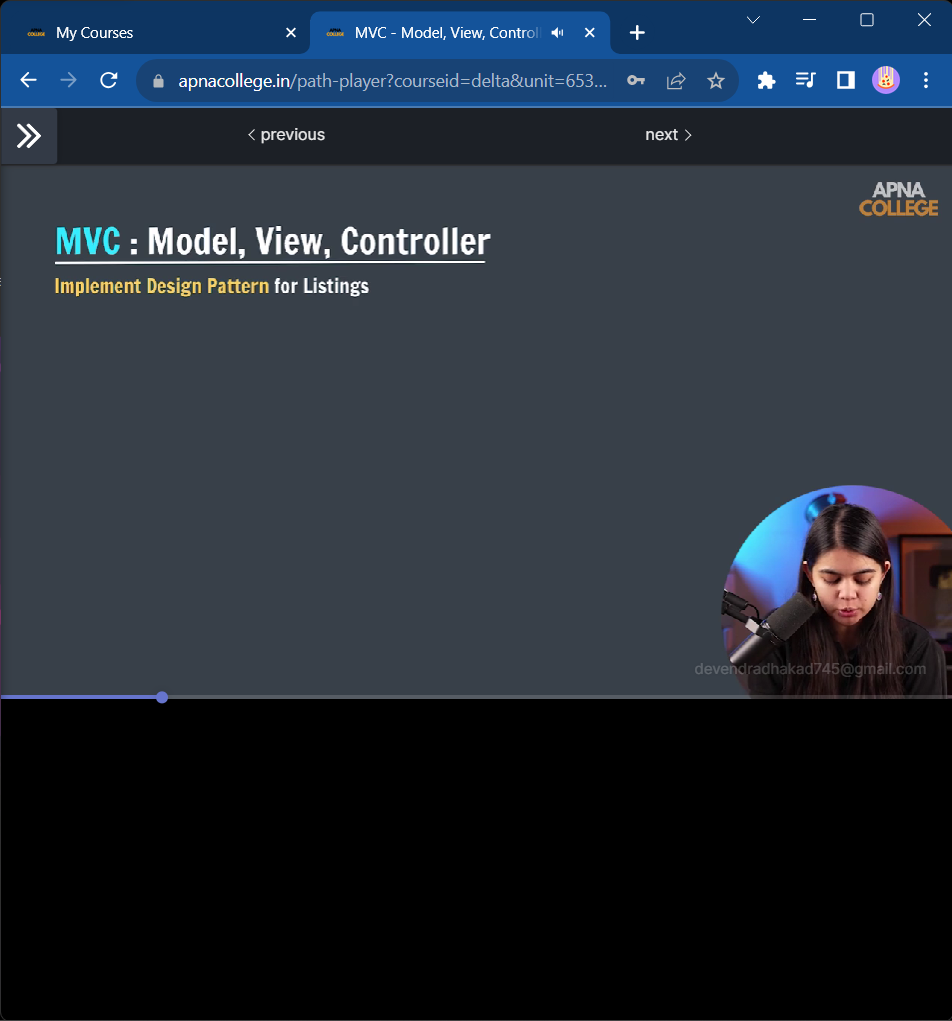 My Courses
MVC - Model, View, Control
apnacollege.in/path-player?courseid=delta&unit=653...
previous
next
APNA
COLLEGE
MVC : Model, View, Controller
Implement Design Pattern for Listings
devendradhakad745@gmail.com